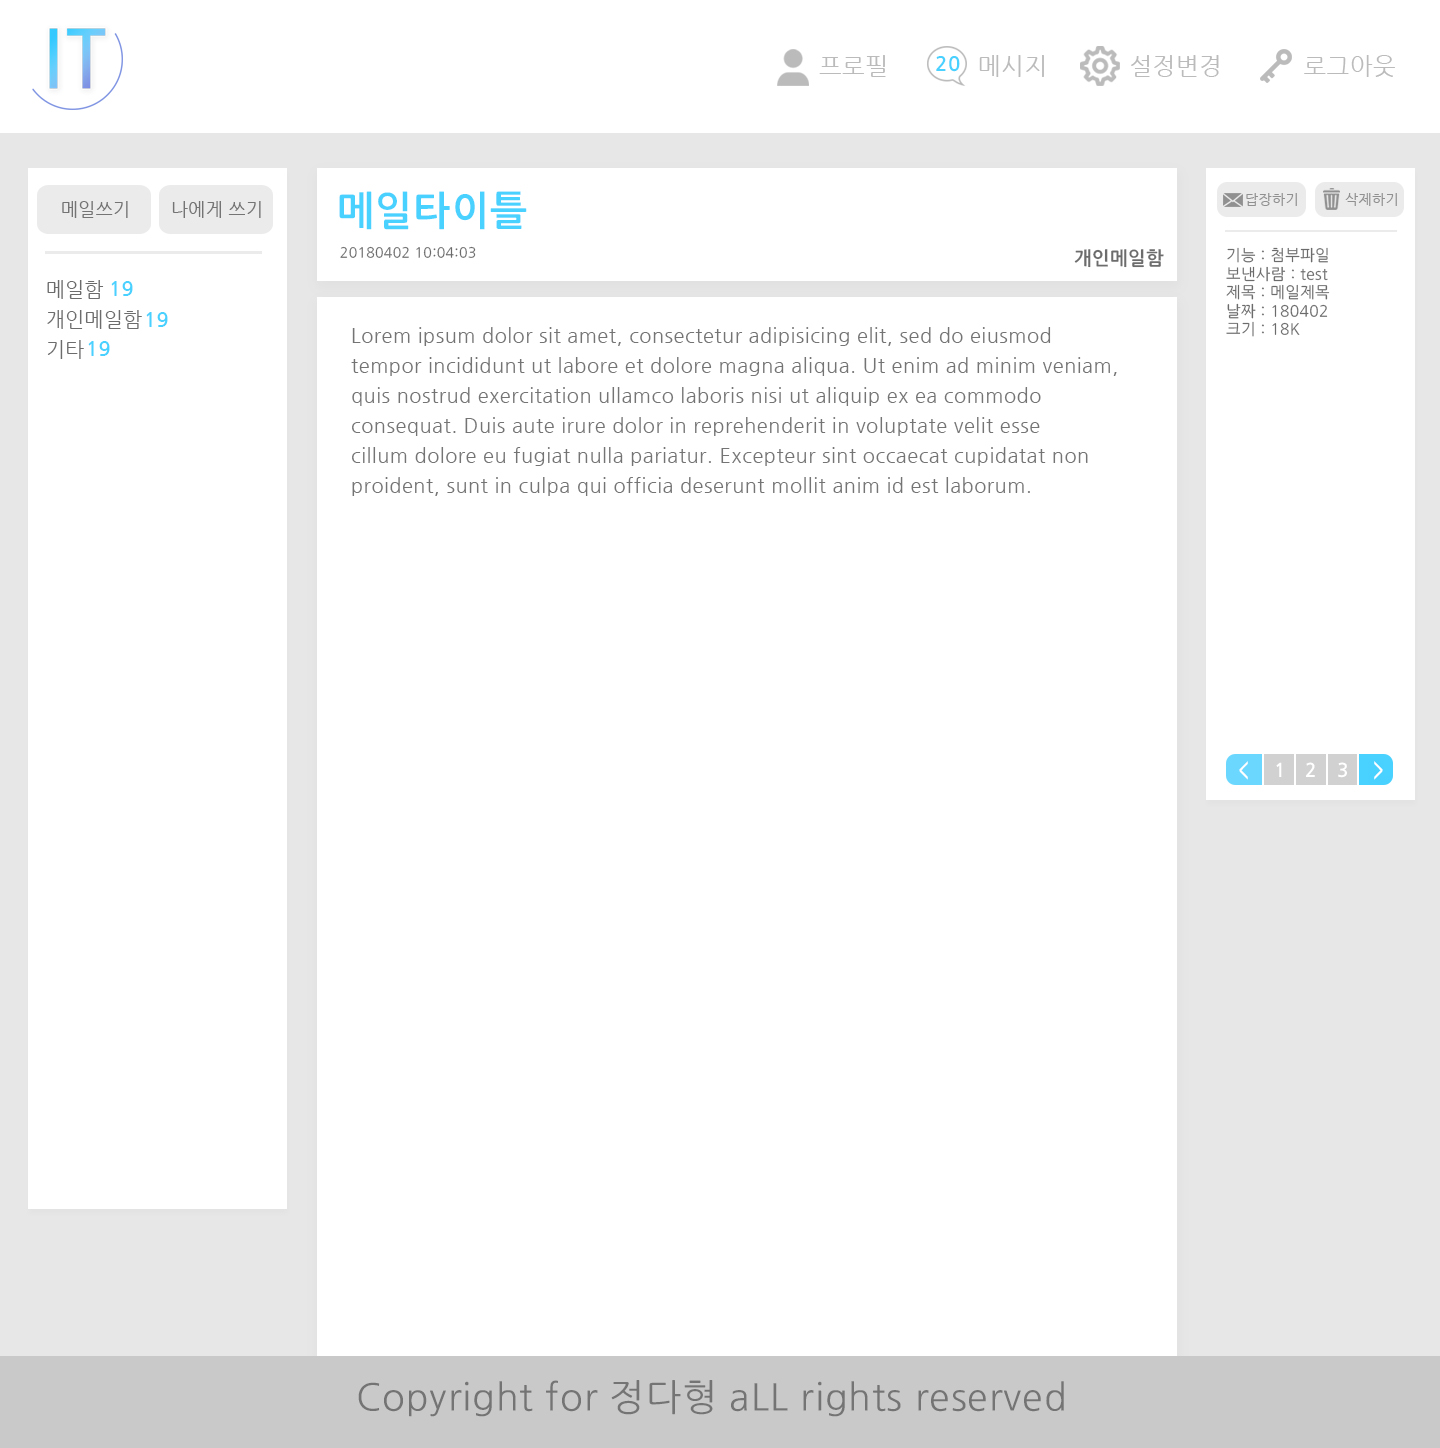 IT
프로필
20 메시지
설정변경
로그아웃
메일쓰기
나에게 쓰기
메일함 19
개인메일함19
기타19
메일타이틀
20180402 10:04:03
개인메일함
Lorem ipsum dolor sit amet, consectetur adipisicing elit, sed do eiusmod
tempor incididunt ut labore et dolore magna aliqua. Ut enim ad minim veniam,
quis nostrud exercitation ullamco laboris nisi ut aliquip ex ea commodo
consequat. Duis aute irure dolor in reprehenderit in voluptate velit esse
cillum dolore eu fugiat nulla pariatur. Excepteur sint occaecat cupidatat non
proident, sunt in culpa qui officia deserunt mollit anim id est laborum.
답장하기
삭제하기
기능 : 첨부파일
보낸사람 : test
제목 : 메일제목
날짜 : 180402
크기 : 18K
< 1 2 3 >
Copyright for 정다형 aLL rights reserved